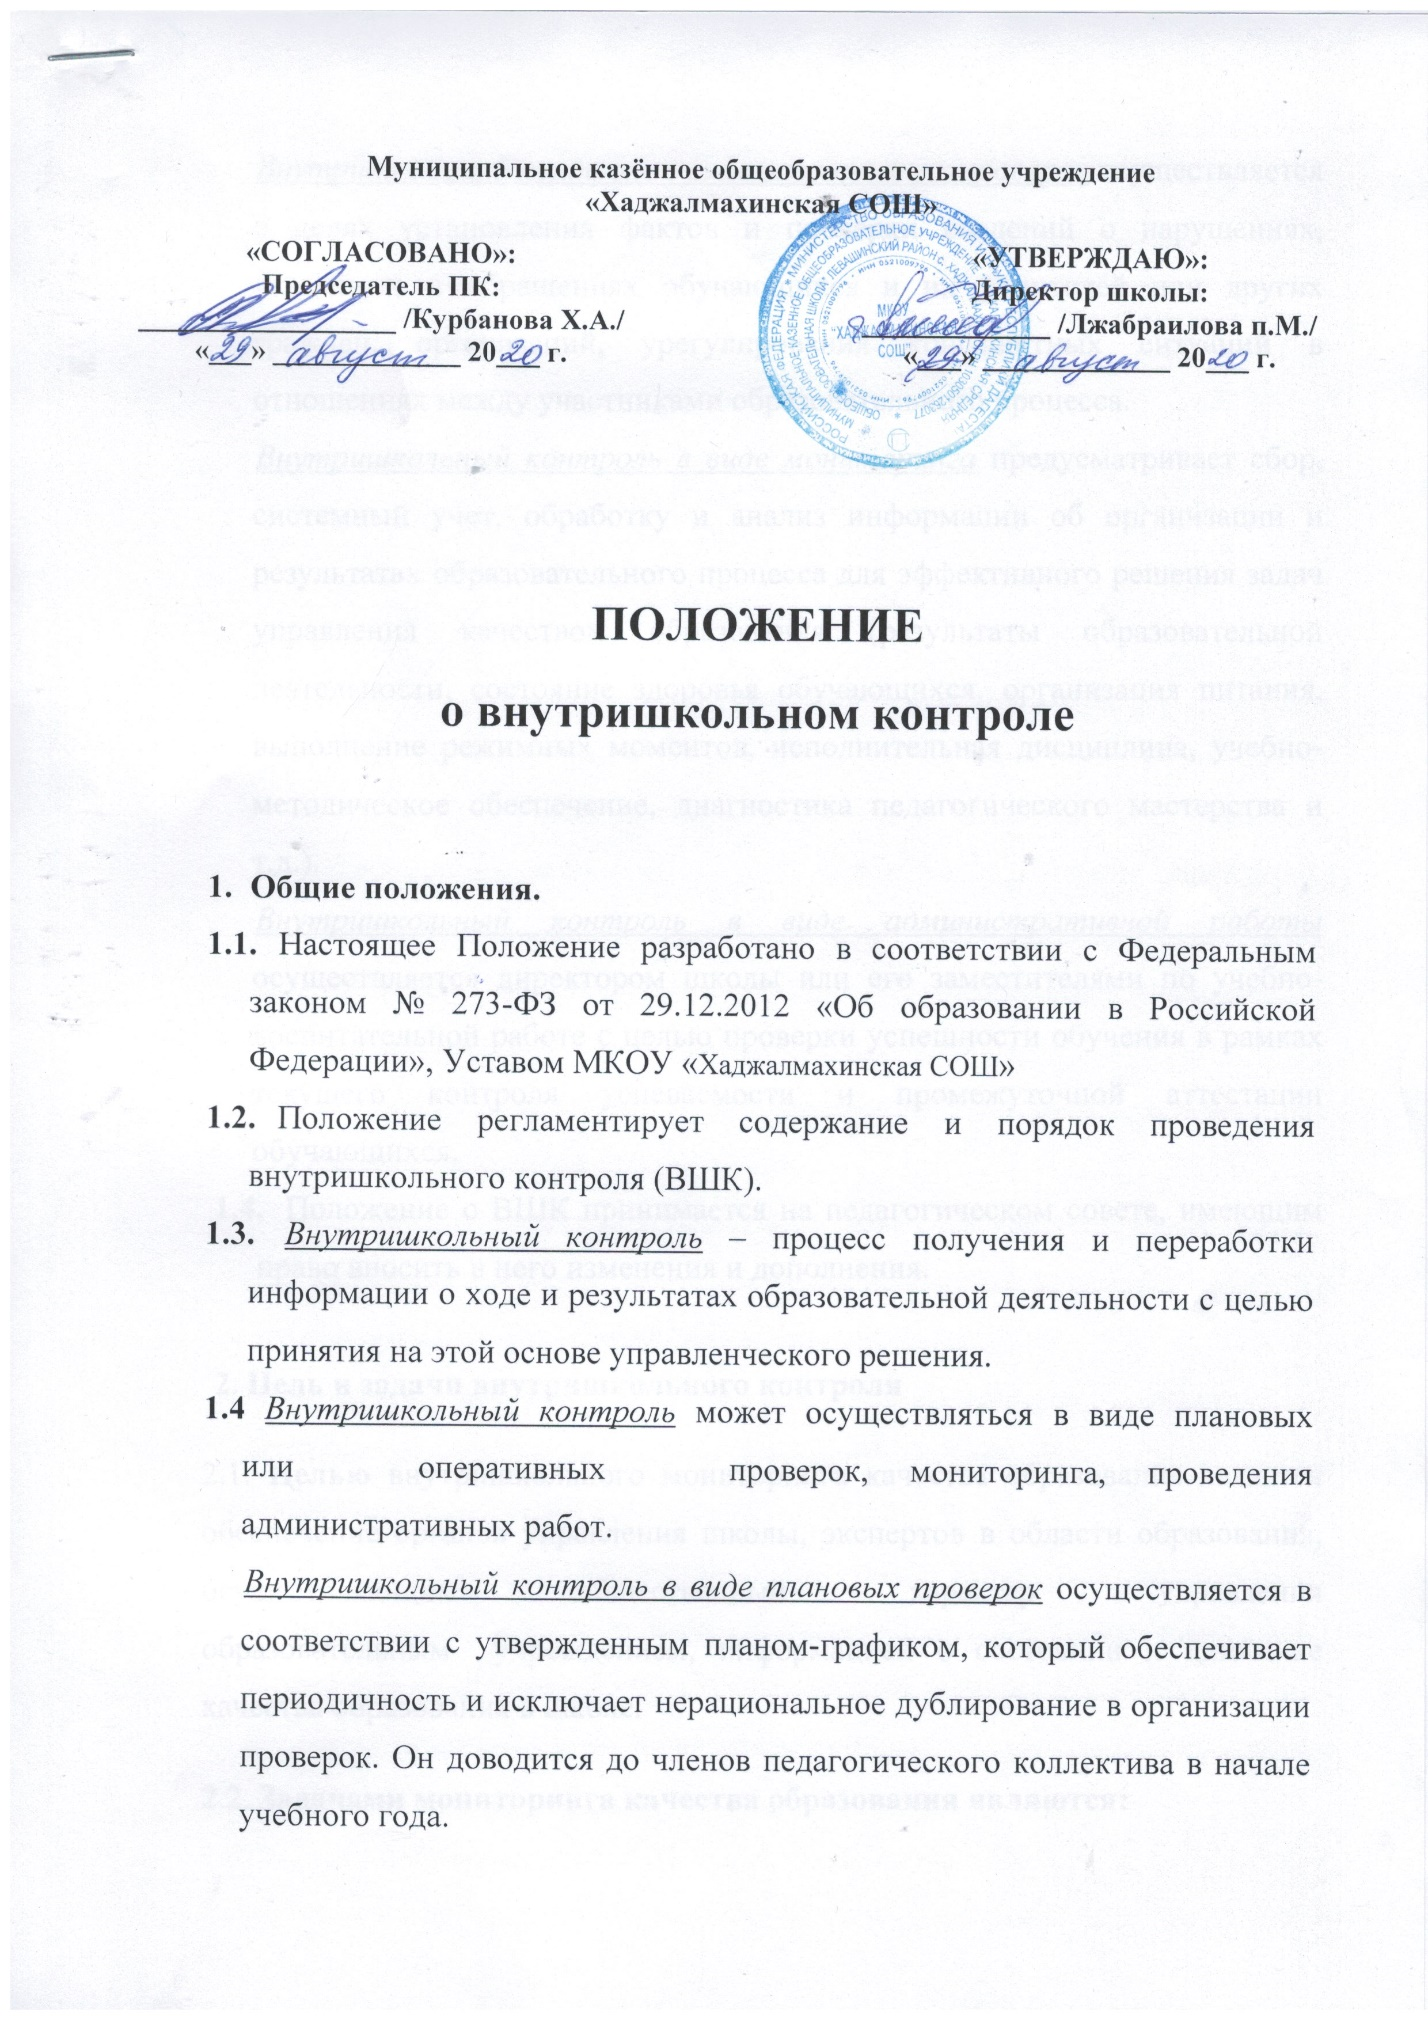 Муниципальное казённое общеобразовательное учреждение
«Хаджалмахинская СОШ»
«СОГЛАСОВАНО»:
Председатель ПК:
/Курбанова Х.А./
«29» август 2020 г.
«УТВЕРЖДАЮ»:
Директор школы:
/Лжабраилова п.М./
«29» август 2020 г.
МКОУ
СОШ"
ПОЛОЖЕНИЕ
о внутришкольном контроле
1. Общие положения.
1.1. Настоящее Положение разработано в соответствии с Федеральным
законом № 273-ФЗ от 29.12.2012 «Об образовании в Российской
Федерации», Уставом МКОУ «Хаджалмахинская СОШ»
1.2. Положение регламентирует содержание и порядок проведения
внутришкольного контроля (ВШК).
1.3. Внутришкольный контроль – процесс получения и переработки
информации о ходе и результатах образовательной деятельности с целью
принятия на этой основе управленческого решения.
1.4 Внутришкольный контроль может осуществляться в виде плановых
или оперативных проверок, мониторинга, проведения
административных работ.
Внутришкольный контроль в виде плановых проверок осуществляется в
соответствии с утвержденным планом-графиком, который обеспечивает
периодичность и исключает нерациональное дублирование в организации
проверок. Он доводится до членов педагогического коллектива в начале
учебного года.